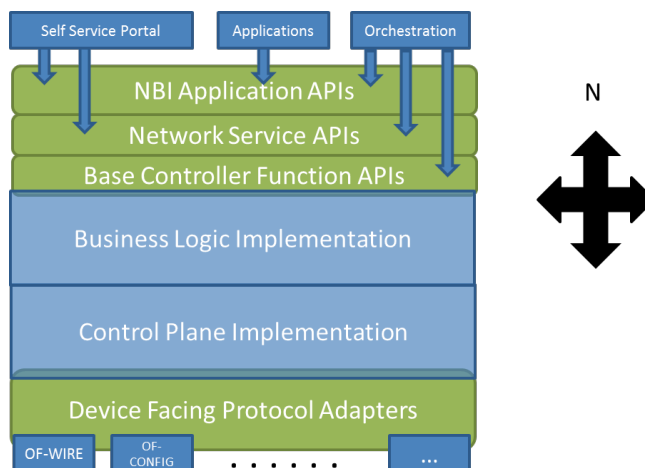 Self Service Portal
Applications
Orchestration
NBI Application APIs
N
Network Service APIs
Base Controller Function APIs
Business Logic Implementation
Control Plane Implementation
Device Facing Protocol Adapters
OF-WIRE
OF-
CONFIG
. . . . . .
...